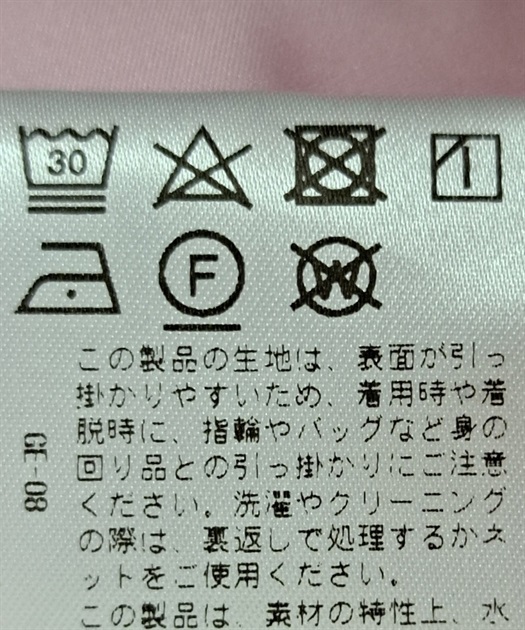 30
F
W
この製品の生地は、表面が引っ
掛かりやすいため、着用時や着
脱時に、指輪やバッグなど身の
回り品との引っ掛かりにご注意
ください。洗濯やクリーニング
の際は、裏返しで処理するかネ
ットをご使用ください。
この製品は、素材の特性上、水
GE-08